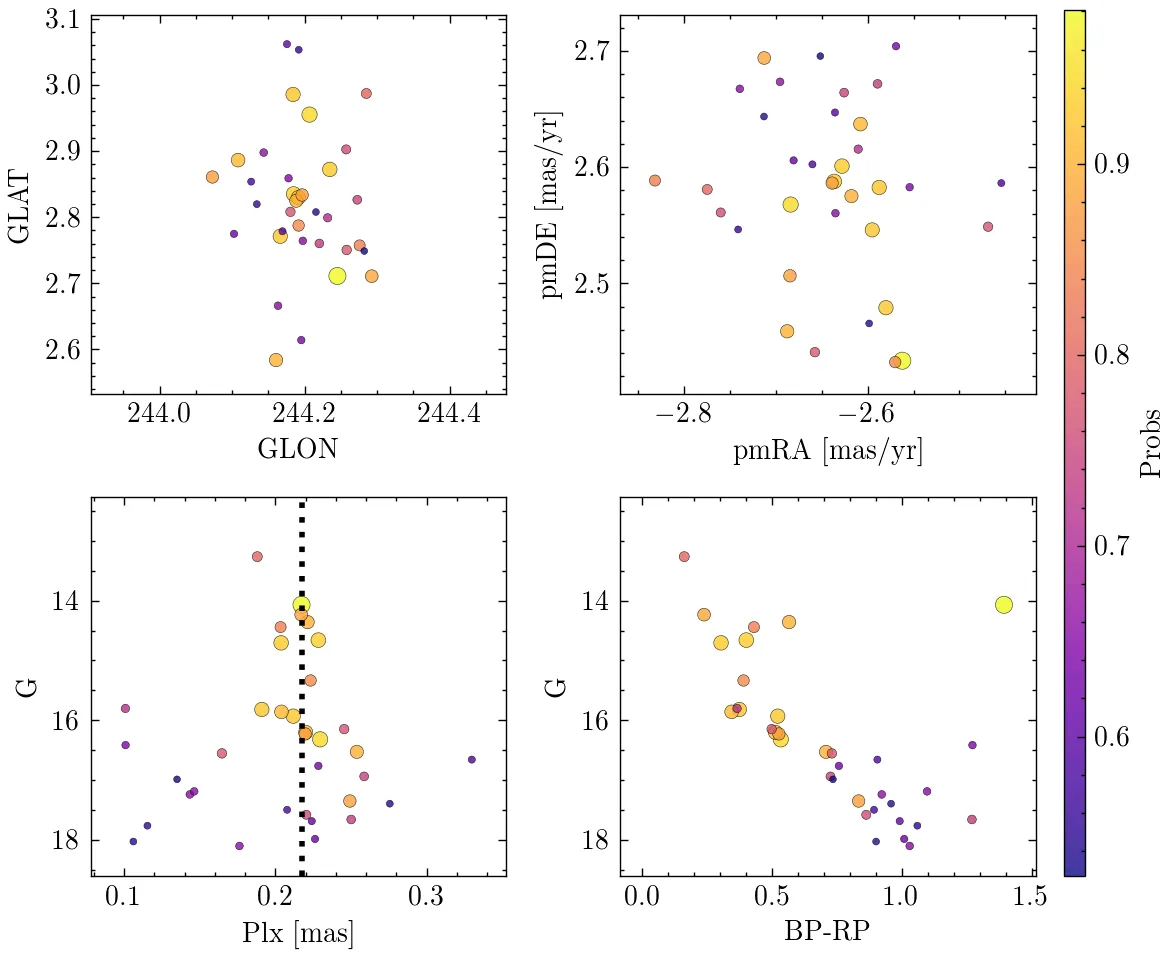 3.1
3.0
2.9
2.8
2.7
2.6
GLAT
244.0 244.2 244.4
GLON
2.7
2.6
2.5
pmDE [mas/yr]
−2.8 −2.6
pmRA [mas/yr]
14
16
18
G
0.1 0.2 0.3
Plx [mas]
14
16
18
G
0.0 0.5 1.0 1.5
BP-RP
0.9
0.8
0.7
0.6
Probs